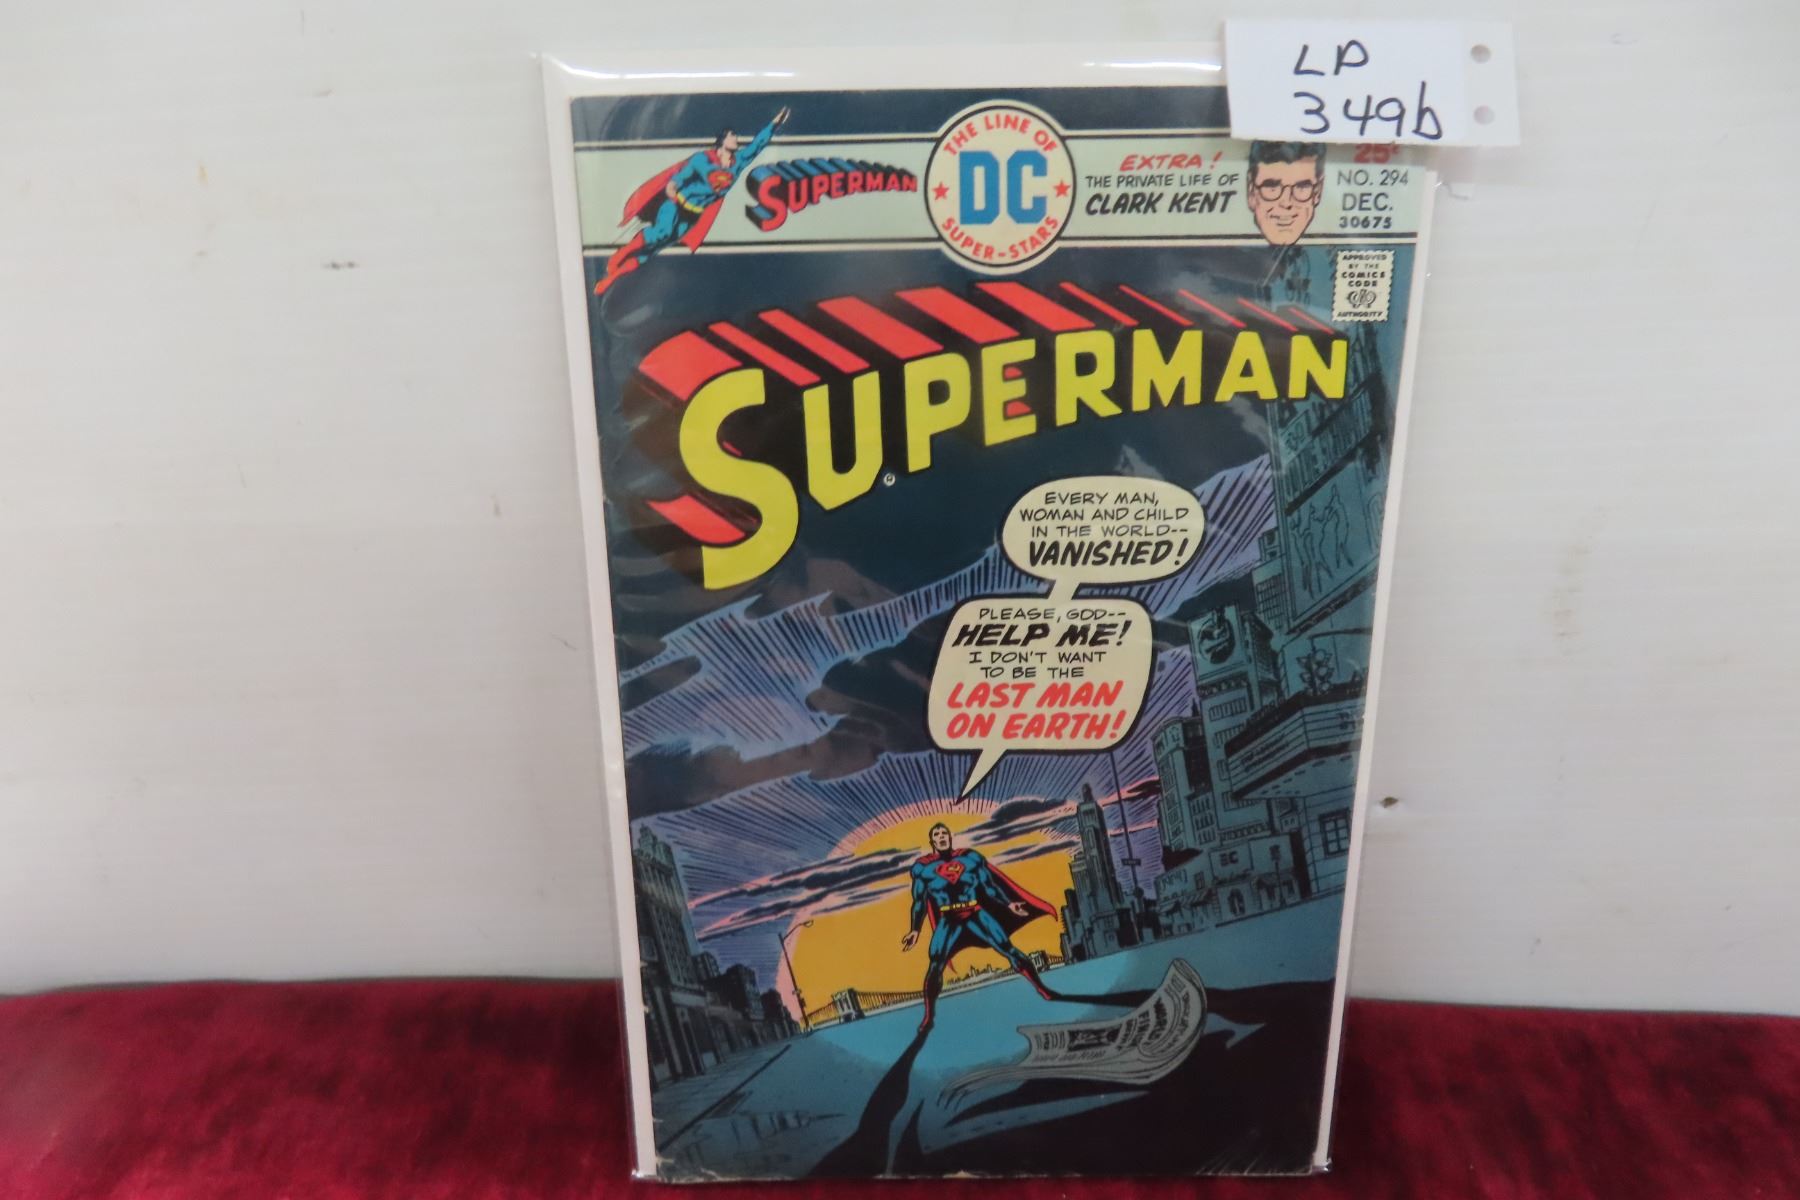 LP
349b
SUPERMAN
THE LINE OF
DC
SUPER-STARS
EXTRA!
THE PRIVATE LIFE OF
CLARK KENT
25¢
NO. 294
DEC.
30675
APPROVED
BY THE
COMICS
CODE
AUTHORITY
SUPERMAN
EVERY MAN,
WOMAN AND CHILD
IN THE WORLD--
VANISHED!
PLEASE, GOD--
HELP ME!
I DON'T WANT
TO BE THE
LAST MAN
ON EARTH!